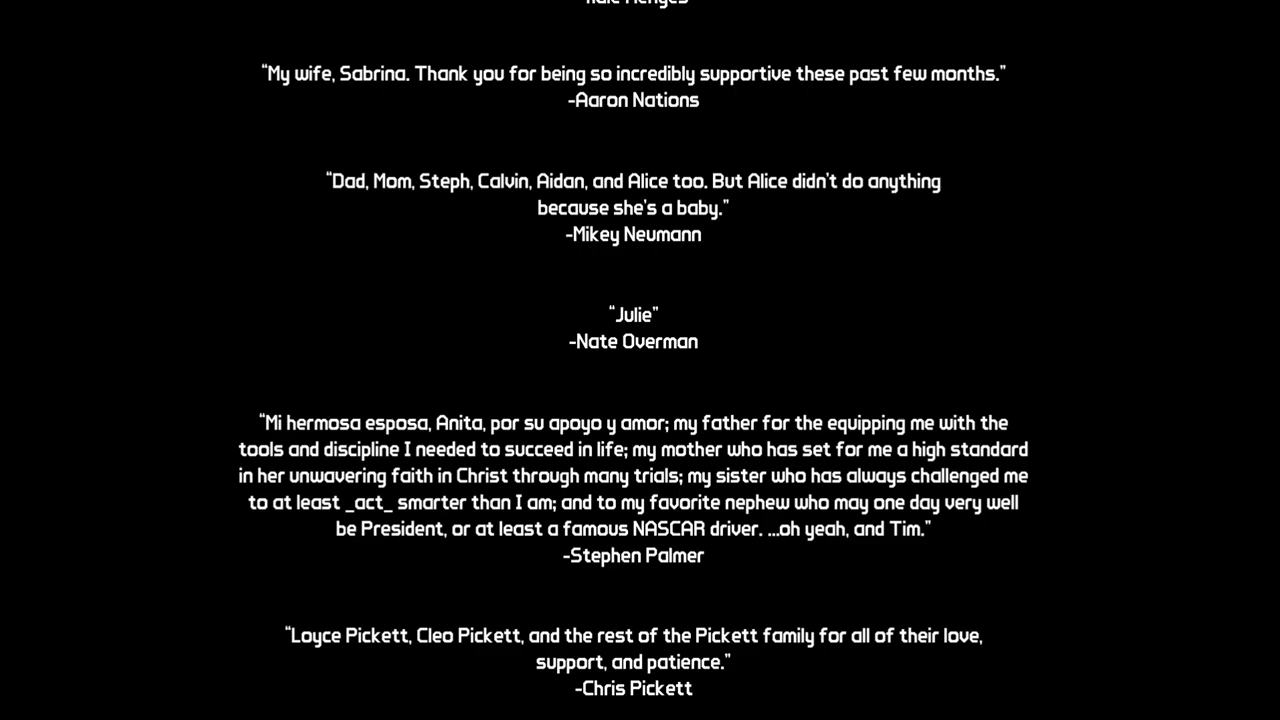 “My wife, Sabrina. Thank you for being so incredibly supportive these past few months.”
-Aaron Nations
“Dad, Mom, Steph, Calvin, Aidan, and Alice too. But Alice didn’t do anything
because she’s a baby.”
-Mikey Neumann
“Julie”
-Nate Overman
“Mi hermosa esposa, Anita, por su apoyo y amor; my father for the equipping me with the
tools and discipline I needed to succeed in life; my mother who has set for me a high standard
in her unwavering faith in Christ through many trials; my sister who has always challenged me
to at least _act_ smarter than I am; and to my favorite nephew who may one day very well
be President, or at least a famous NASCAR driver. ...oh yeah, and Tim.”
-Stephen Palmer
“Loyce Pickett, Cleo Pickett, and the rest of the Pickett family for all of their love,
support, and patience.”
-Chris Pickett